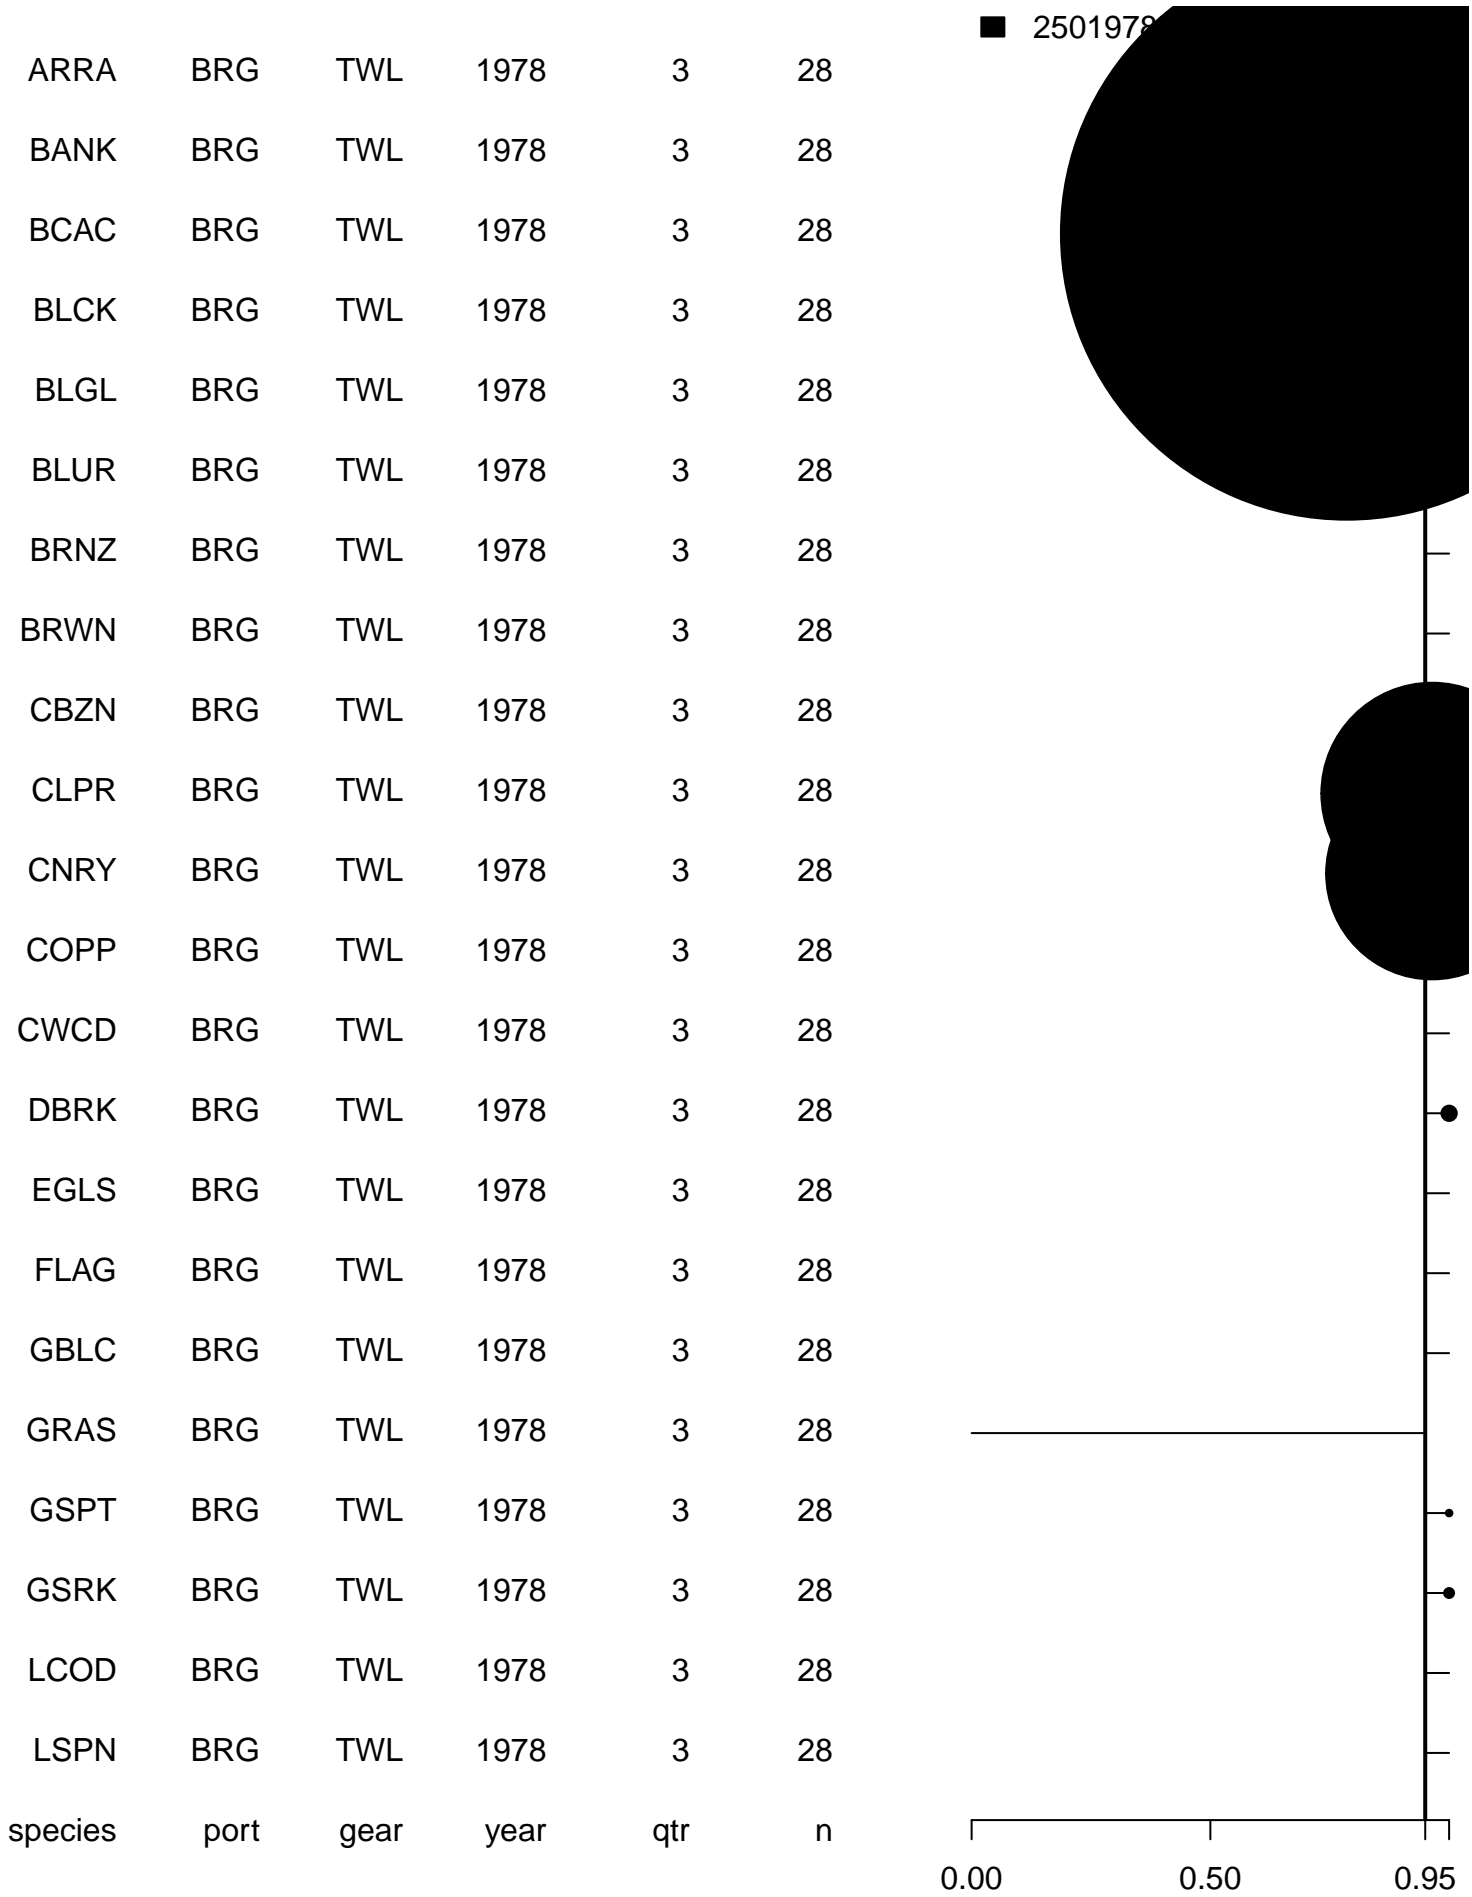 2501978
ARRA BRG TWL 1978 3 28
BANK BRG TWL 1978 3 28
BCAC BRG TWL 1978 3 28
BLCK BRG TWL 1978 3 28
BLGL BRG TWL 1978 3 28
BLUR BRG TWL 1978 3 28
BRNZ BRG TWL 1978 3 28
BRWN BRG TWL 1978 3 28
CBZN BRG TWL 1978 3 28
CLPR BRG TWL 1978 3 28
CNRY BRG TWL 1978 3 28
COPP BRG TWL 1978 3 28
CWCD BRG TWL 1978 3 28
DBRK BRG TWL 1978 3 28
EGLS BRG TWL 1978 3 28
FLAG BRG TWL 1978 3 28
GBLC BRG TWL 1978 3 28
GRAS BRG TWL 1978 3 28
GSPT BRG TWL 1978 3 28
GSRK BRG TWL 1978 3 28
LCOD BRG TWL 1978 3 28
LSPN BRG TWL 1978 3 28
species port gear year qtr n
0.00 0.50 0.95